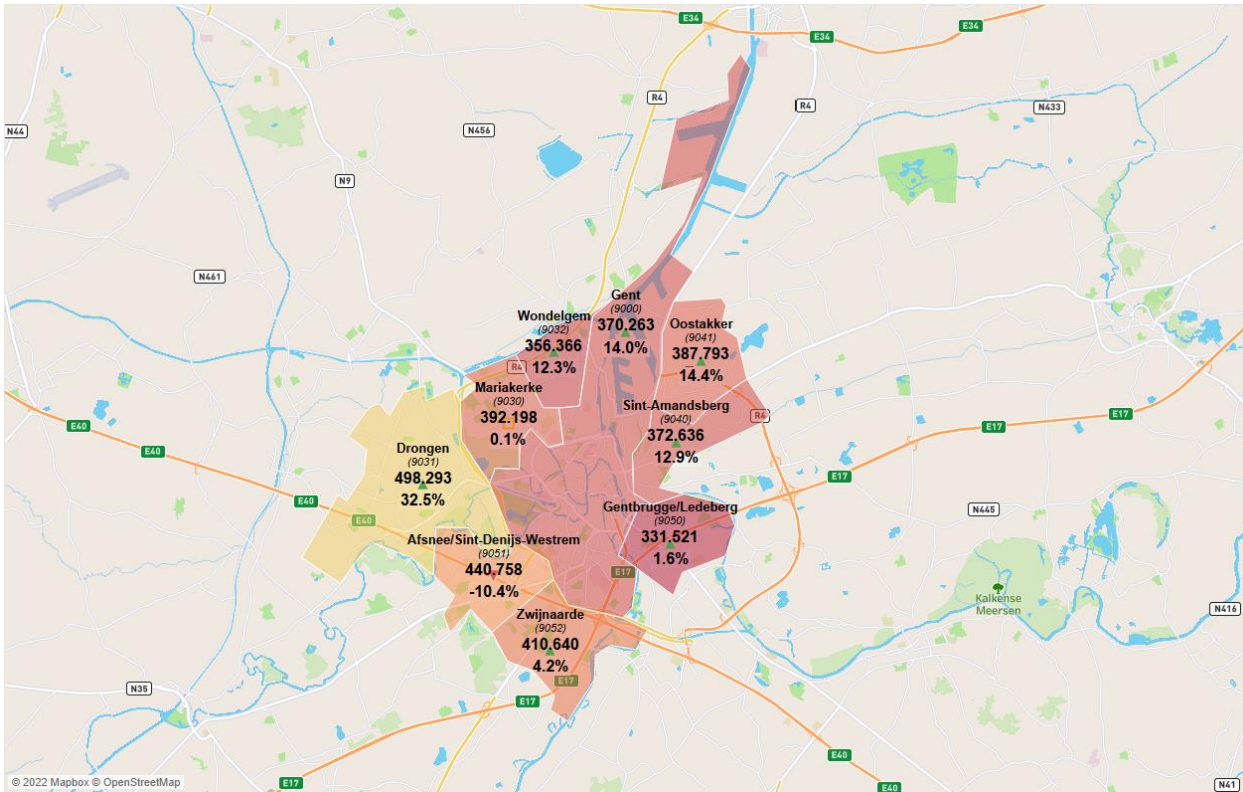 E34
E34
E34
R4
R4
N433
N44
N456
N9
N461
Gent
(9000)
370.263
14.0%
Wondelgem
(9032)
356.366
12.3%
Oostakker
(9041)
387.793
14.4%
R4
Mariakerke
(9030)
392.198
0.1%
Sint-Amandsberg
(9040)
372.636
12.9%
R4
E17
E17
E40
E40
Drongen
(9031)
498.293
32.5%
E40
E40
Gentbrugge/Ledeberg
(9050)
331.521
1.6%
N445
Afsnee/Sint-Denijs-Westrem
(9051)
440.758
-10.4%
E17
Kalkense
Meersen
N416
Zwijnaarde
(9052)
410.640
4.2%
E17
N35
E17
E40
E17
E40
N41
© 2022 Mapbox © OpenStreetMap